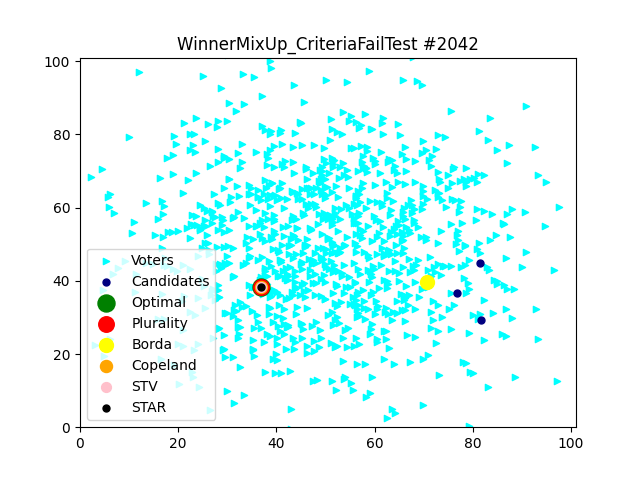 WinnerMixUp_CriteriaFailTest #2042
100
80
60
40
20
0
Voters
Candidates
Optimal
Plurality
Borda
Copeland
STV
STAR
0 20 40 60 80 100